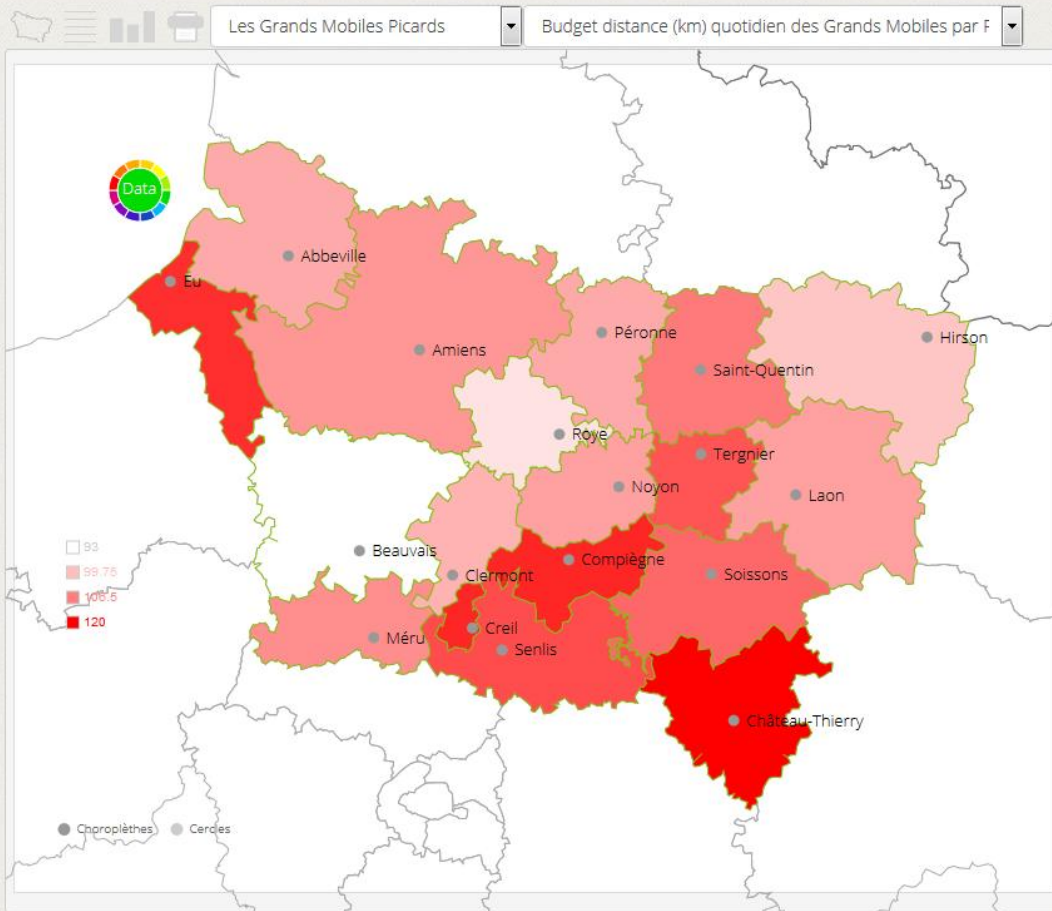 Les Grands Mobiles Picards
Budget distance (km) quotidien des Grands Mobiles par F
Data
Abbeville
Eu
Péronne
Hirson
Amiens
Saint-Quentin
Roye
Tergnier
Noyon
Laon
Beauvais
Compiègne
Clermont
Soissons
Creil
Méru
Senlis
Château-Thierry
93
99.75
106.5
120
Choroplèthes
Cercles